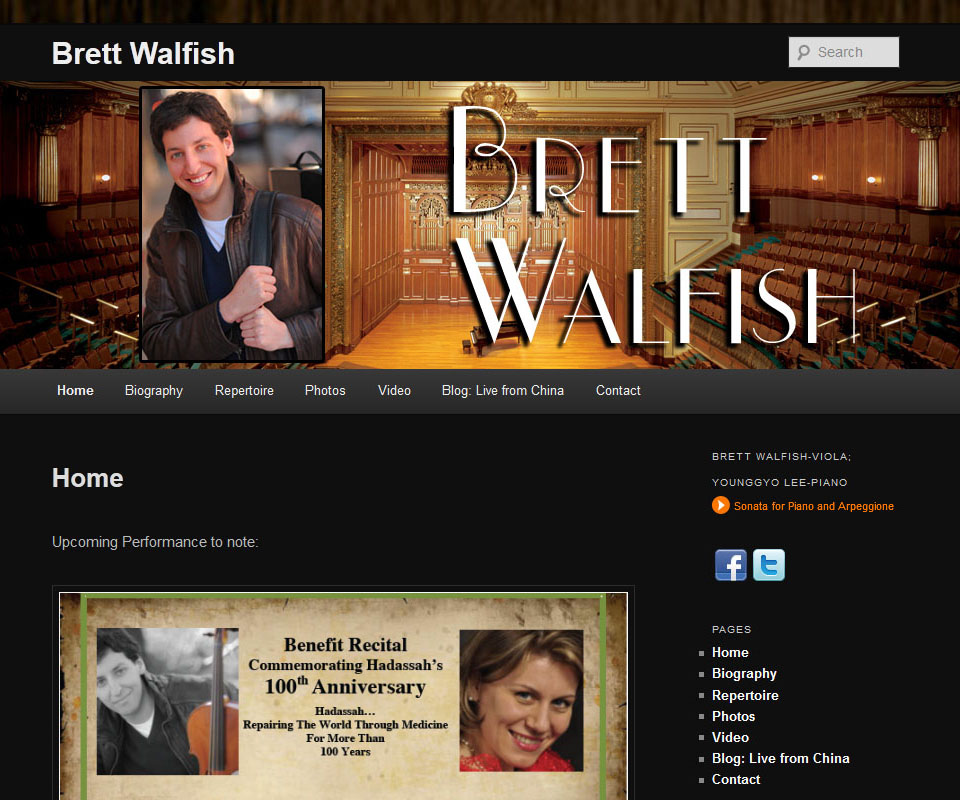 Brett Walfish
Search
BRETT
WALFISH
Home Biography Repertoire Photos Video Blog: Live from China Contact
Home
Upcoming Performance to note:
Benefit Recital
Commemorating Hadassah's
100th Anniversary
Hadassah...
Repairing The World Through Medicine
For More Than
100 Years
BRETT WALFISH-VIOLA;
YOUNGGYO LEE-PIANO
Sonata for Piano and Arpeggione
PAGES
Home
Biography
Repertoire
Photos
Video
Blog: Live from China
Contact